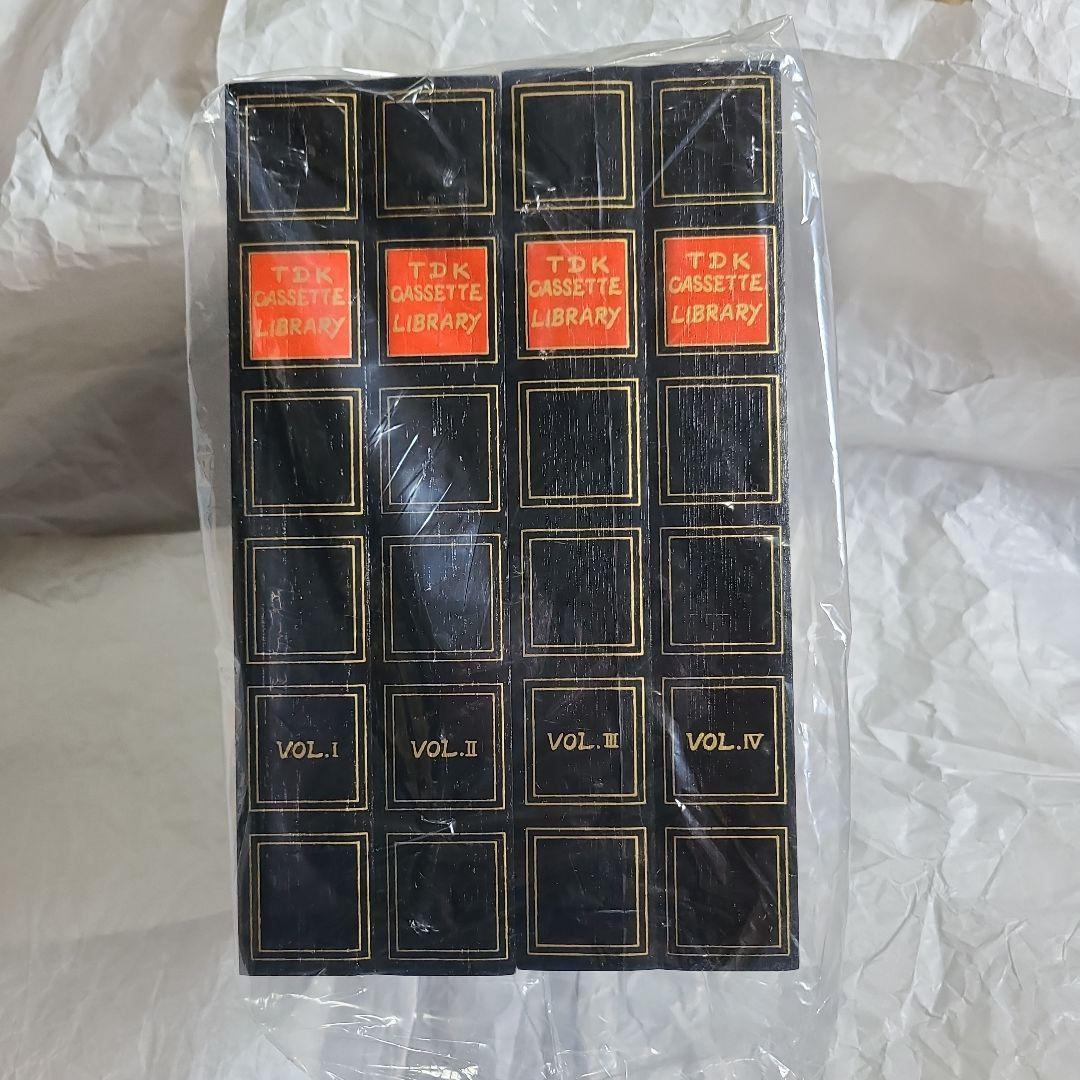 TDK
CASSETTE
LIBRARY
VOL.I
TDK
CASSETTE
LIBRARY
VOL.II
TDK
CASSETTE
LIBRARY
VOL.III
TDK
CASSETTE
LIBRARY
VOL.IV